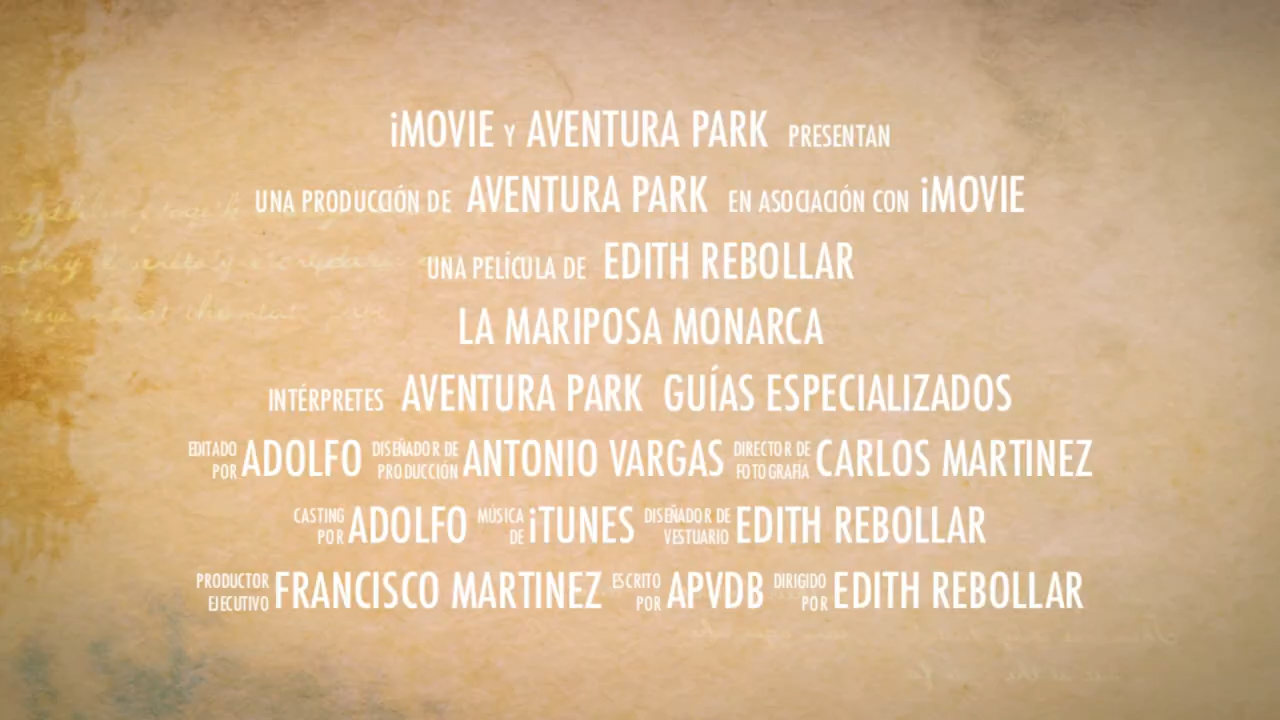 iMOVIE Y AVENTURA PARK PRESENTAN
UNA PRODUCCIÓN DE AVENTURA PARK EN ASOCIACIÓN CON iMOVIE
UNA PELÍCULA DE EDITH REBOLLAR
LA MARIPOSA MONARCA
INTÉRPRETES AVENTURA PARK GUÍAS ESPECIALIZADOS
EDITADO POR ADOLFO DISEÑADOR DE PRODUCCIÓN ANTONIO VARGAS DIRECTOR DE FOTOGRAFÍA CARLOS MARTINEZ
CASTING POR ADOLFO MÚSICA DE iTUNES DISEÑADOR DE VESTUARIO EDITH REBOLLAR
PRODUCTOR EJECUTIVO FRANCISCO MARTINEZ ESCRITO POR APVDB DIRIGIDO POR EDITH REBOLLAR